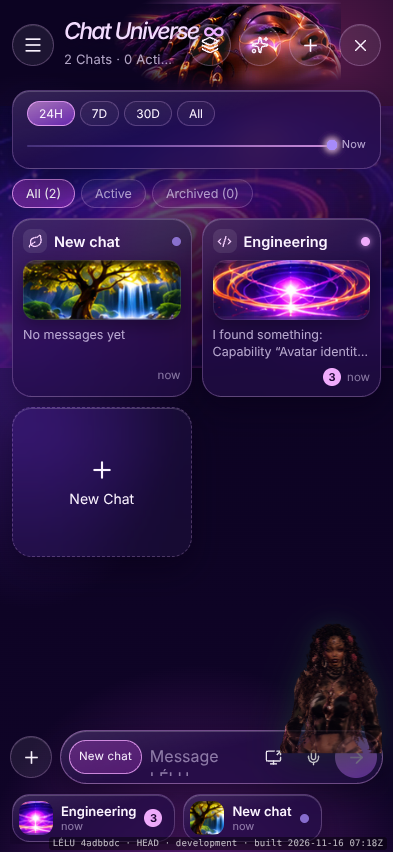 Chat Universe ∞
2 Chats · 0 Acti...
24H 7D 30D All
Now
All (2) Active Archived (0)
New chat
No messages yet
now
Engineering
I found something:
Capability “Avatar identit...
3 now
New Chat
New chat Message
Engineering 3
now
New chat
now
LÉLU 4adbbdc · HEAD · development · built 2026-11-16 07:18Z